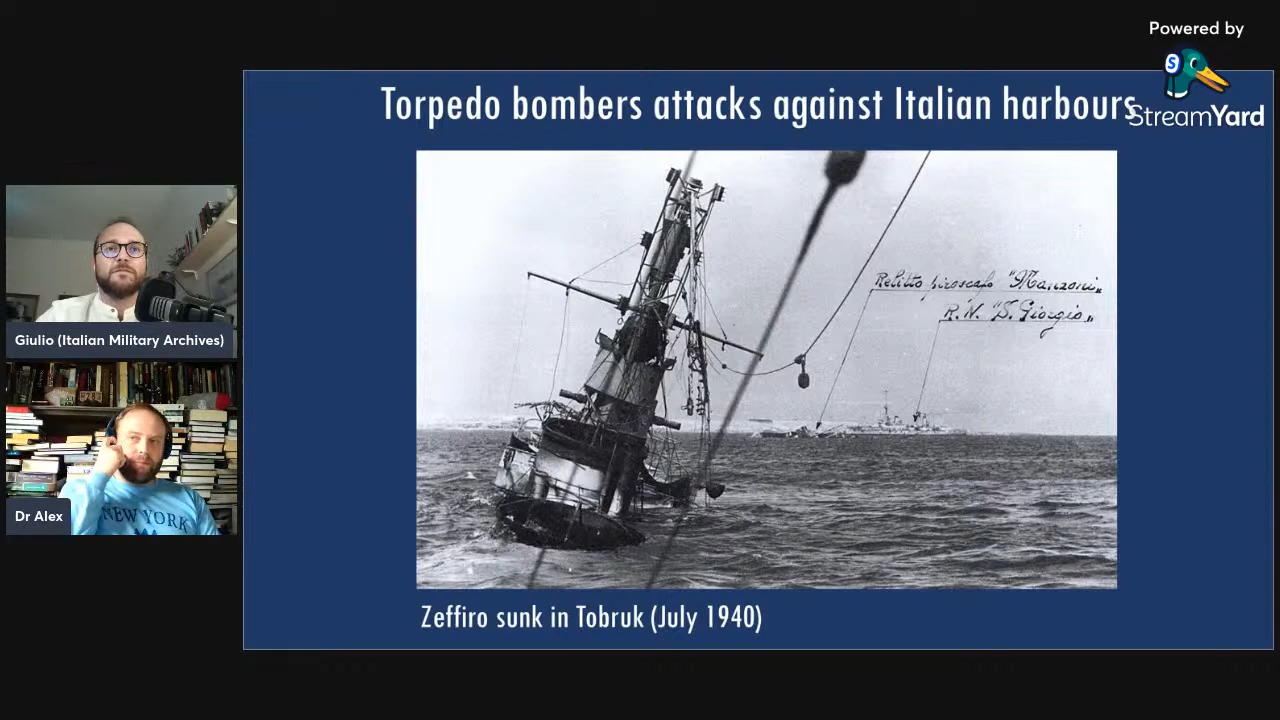 Powered by
S
StreamYard
Torpedo bombers attacks against Italian harbours
Relitto piroscafo "Manzoni„
R.N. "S. Giorgio„
Giulio (Italian Military Archives)
NEW YORK
Dr Alex
Zeffiro sunk in Tobruk (July 1940)